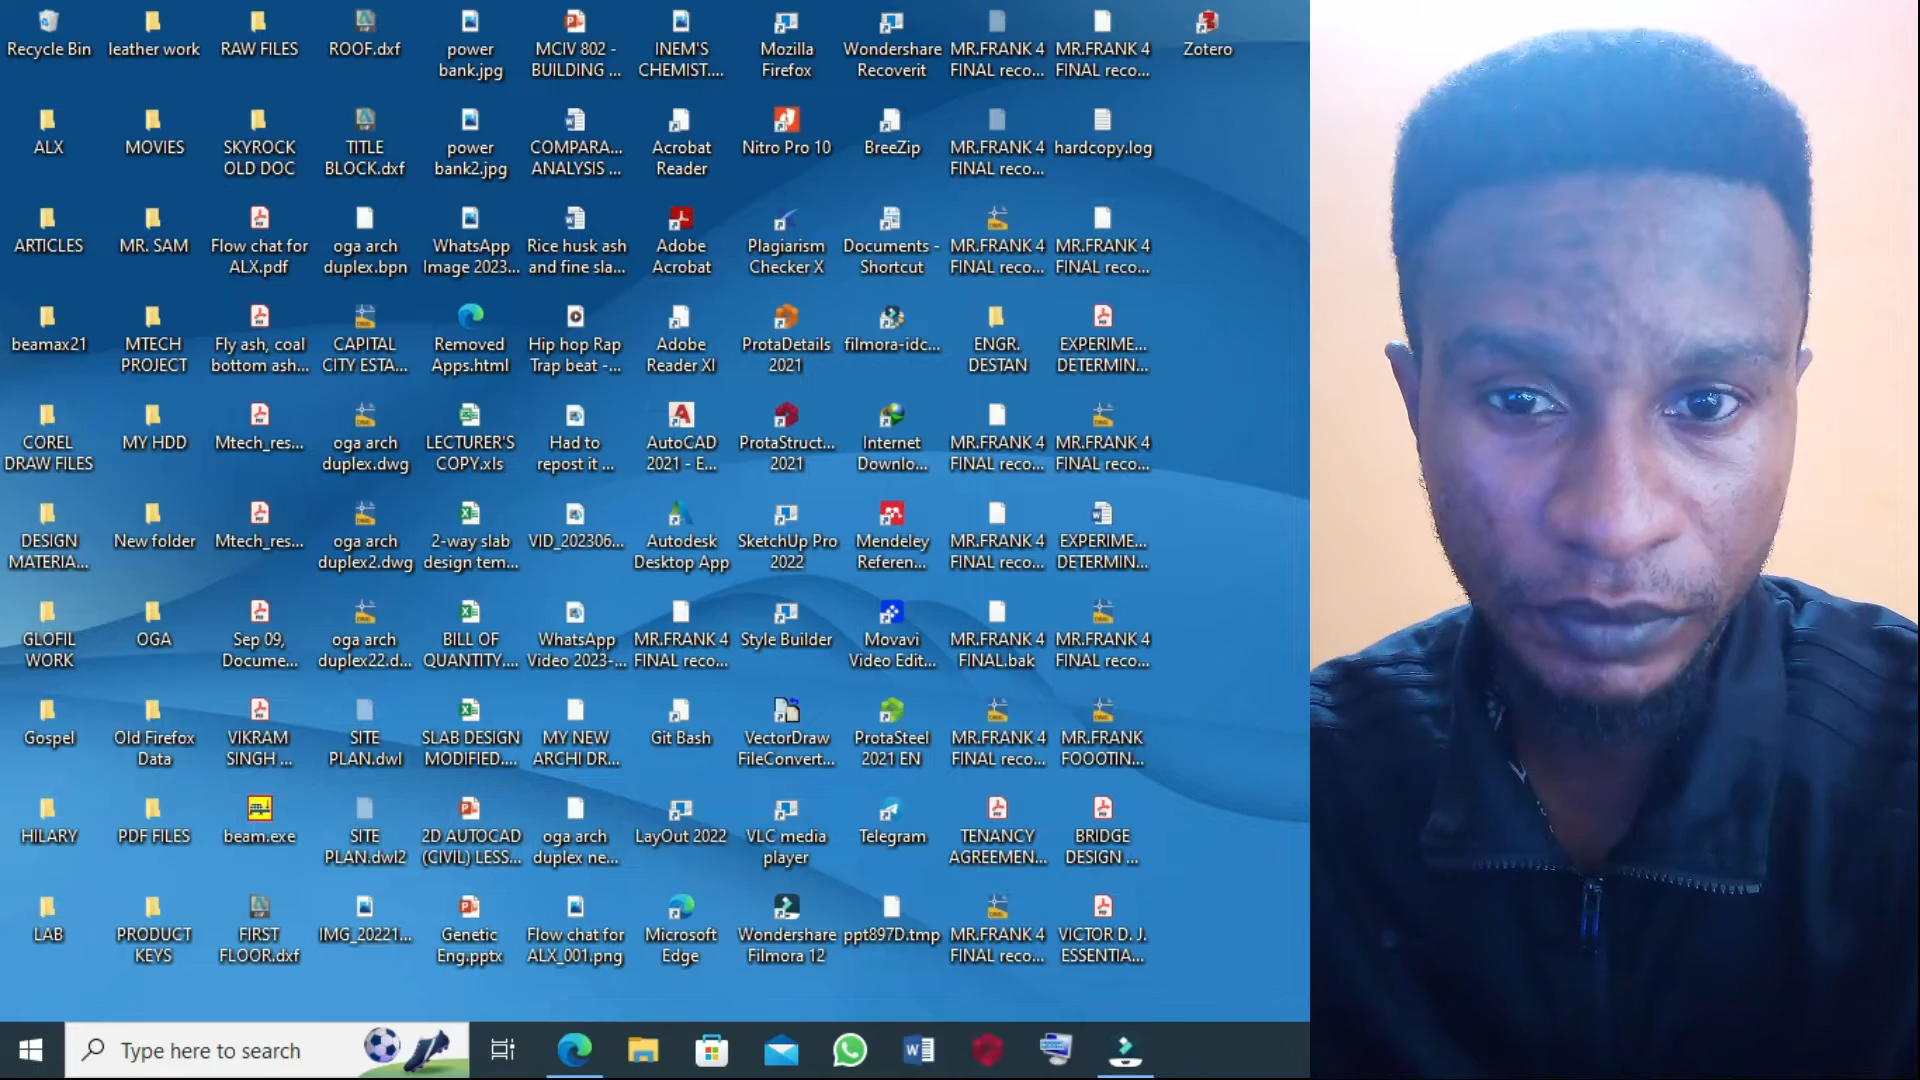 Recycle Bin
leather work
RAW FILES
ROOF.dxf
power
bank.jpg
MCIV 802 -
BUILDING ...
INEM'S
CHEMIST....
Mozilla
Firefox
Wondershare
Recoverit
MR.FRANK 4
FINAL reco...
MR.FRANK 4
FINAL reco...
Zotero
ALX
MOVIES
SKYROCK
OLD DOC
TITLE
BLOCK.dxf
power
bank2.jpg
COMPARA...
ANALYSIS ...
Acrobat
Reader
Nitro Pro 10
BreeZip
MR.FRANK 4
FINAL reco...
hardcopy.log
ARTICLES
MR. SAM
Flow chat for
ALX.pdf
oga arch
duplex.bpn
WhatsApp
Image 2023...
Rice husk ash
and fine sla...
Adobe
Acrobat
Plagiarism
Checker X
Documents -
Shortcut
MR.FRANK 4
FINAL reco...
MR.FRANK 4
FINAL reco...
beamax21
MTECH
PROJECT
Fly ash, coal
bottom ash...
CAPITAL
CITY ESTA...
Removed
Apps.html
Hip hop Rap
Trap beat -...
Adobe
Reader XI
ProtaDetails
2021
filmora-idc...
ENGR.
DESTAN
EXPERIME...
DETERMIN...
COREL
DRAW FILES
MY HDD
Mtech_res...
oga arch
duplex.dwg
LECTURER'S
COPY.xls
Had to
repost it ...
AutoCAD
2021 - E...
ProtaStruct...
2021
Internet
Downlo...
MR.FRANK 4
FINAL reco...
MR.FRANK 4
FINAL reco...
DESIGN
MATERIA...
New folder
Mtech_res...
oga arch
duplex2.dwg
2-way slab
design tem...
VID_202306...
Autodesk
Desktop App
SketchUp Pro
2022
Mendeley
Referen...
MR.FRANK 4
FINAL reco...
EXPERIME...
DETERMIN...
GLOFIL
WORK
OGA
Sep 09,
Docume...
oga arch
duplex22.d...
BILL OF
QUANTITY....
WhatsApp
Video 2023-...
MR.FRANK 4
FINAL reco...
Style Builder
Movavi
Video Edit...
MR.FRANK 4
FINAL.bak
MR.FRANK 4
FINAL reco...
Gospel
Old Firefox
Data
VIKRAM
SINGH ...
SITE
PLAN.dwl
SLAB DESIGN
MODIFIED....
MY NEW
ARCHI DR...
Git Bash
VectorDraw
FileConvert...
ProtaSteel
2021 EN
MR.FRANK 4
FINAL reco...
MR.FRANK
FOOOTIN...
HILARY
PDF FILES
beam.exe
SITE
PLAN.dwl2
2D AUTOCAD
(CIVIL) LESS...
oga arch
duplex ne...
LayOut 2022
VLC media
player
Telegram
TENANCY
AGREEMEN...
BRIDGE
DESIGN ...
LAB
PRODUCT
KEYS
FIRST
FLOOR.dxf
IMG_20221...
Genetic
Eng.pptx
Flow chat for
ALX_001.png
Microsoft
Edge
Wondershare
Filmora 12
ppt897D.tmp
MR.FRANK 4
FINAL reco...
VICTOR D. J.
ESSENTIA...
Type here to search